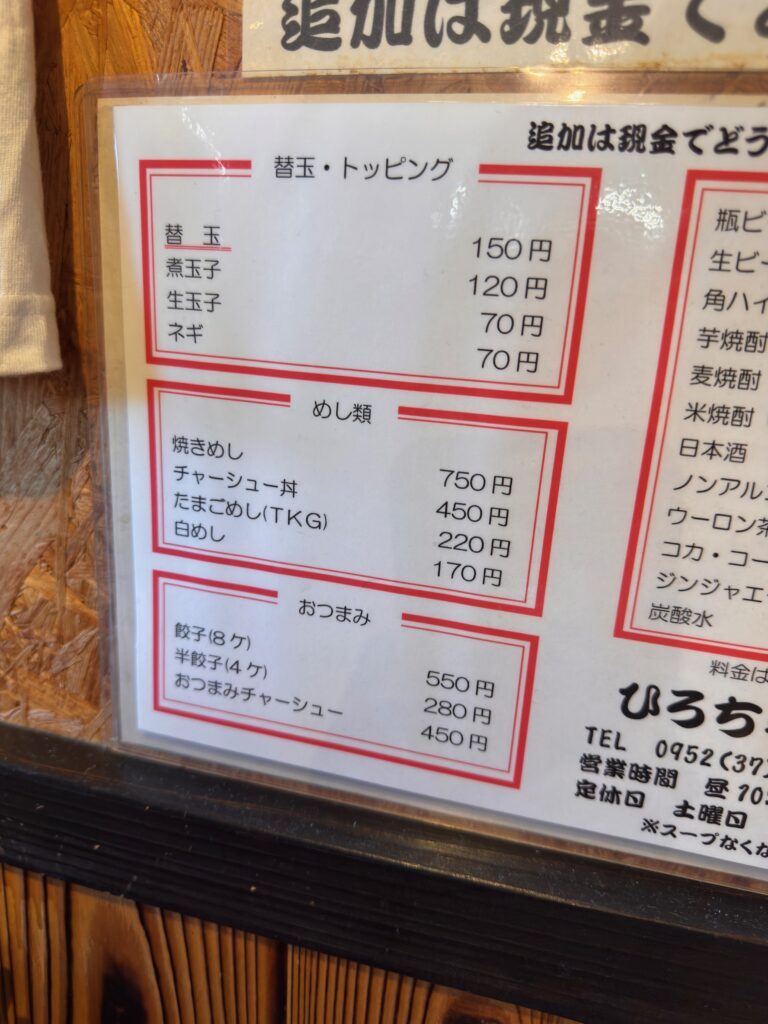 追加は現金で
追加は現金でどう
替玉・トッピング
替 玉 150円
煮玉子 120円
生玉子 70円
ネギ 70円
めし類
焼きめし 750円
チャーシュー丼 450円
たまごめし(TKG) 220円
白めし 170円
おつまみ
餃子(8ケ) 550円
半餃子(4ケ) 280円
おつまみチャーシュー 450円
瓶ビ
生ビー
角ハイ
芋焼酎
麦焼酎
米焼酎
日本酒
ノンアル
ウーロン茶
コカ・コー
ジンジャエ
炭酸水
料金は
ひろち
TEL 0952(37)
営業時間 昼10
定休日 土曜日
※スープなくな